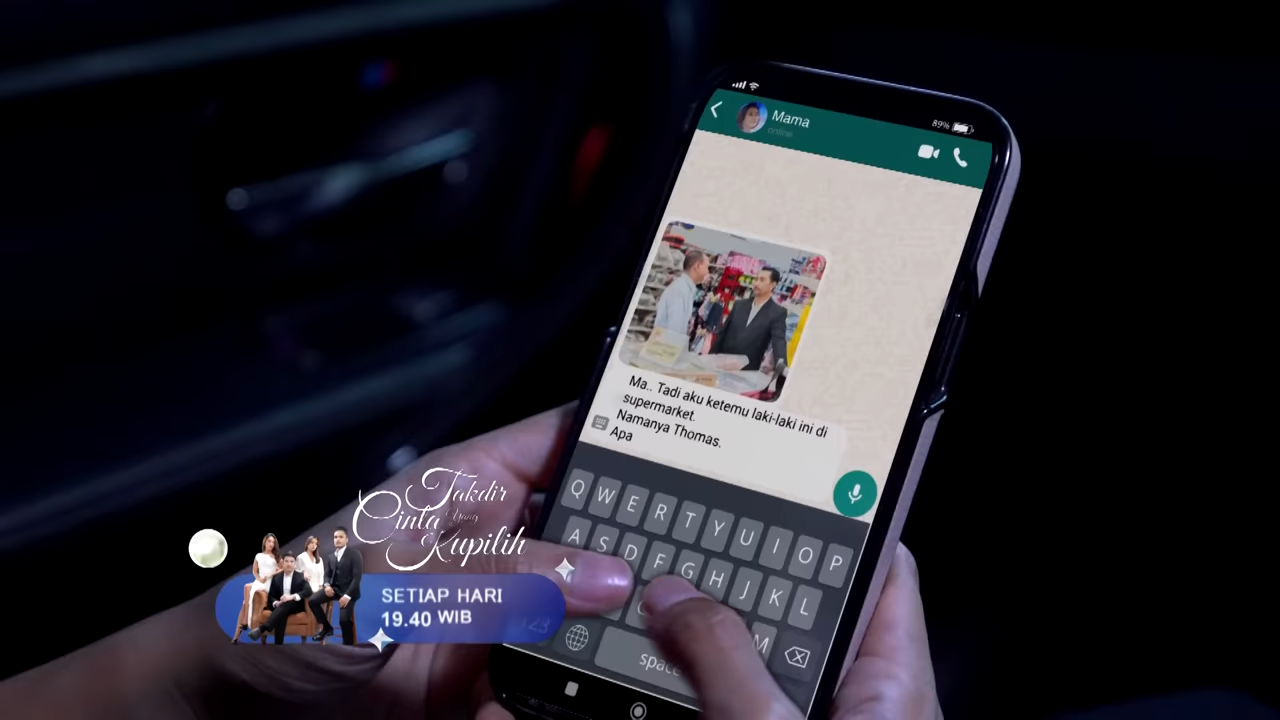 89%
Mama
online
Ma.. Tadi aku ketemu laki-laki ini di
supermarket.
Namanya Thomas.
Apa
Q W E R T Y U I O P
A S D F G H J K L
M
123
space
Takdir
Cinta Yang
Kupilih
SETIAP HARI
19.40 WIB